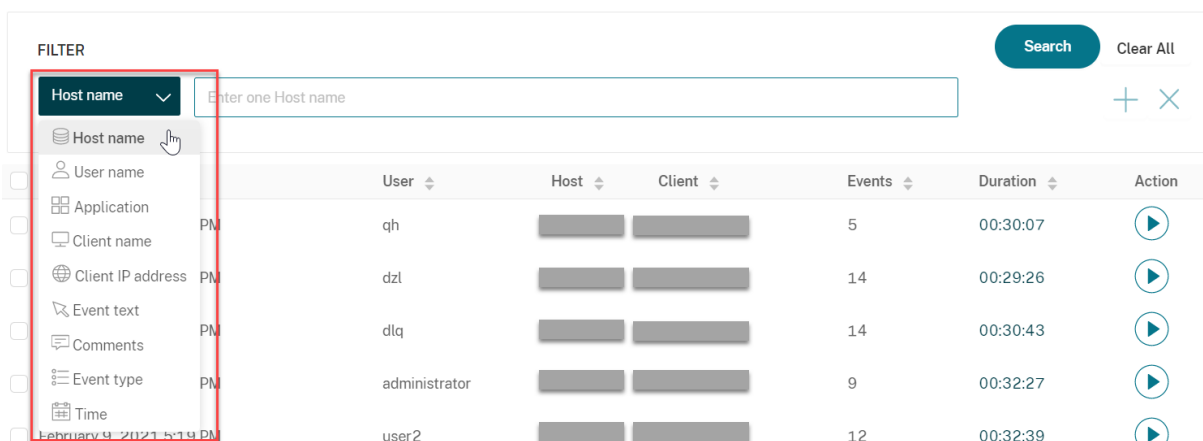 FILTER
Search
Clear All
Host name
Enter one Host name
Host name
User name
Application
Client name
Client IP address
Event text
Comments
Event type
Time
User Host Client Events Duration Action
PM qh 5 00:30:07
PM dzl 14 00:29:26
PM dlq 14 00:30:43
PM administrator 9 00:32:27
February 9, 2021 5:19 PM user2 12 00:32:39